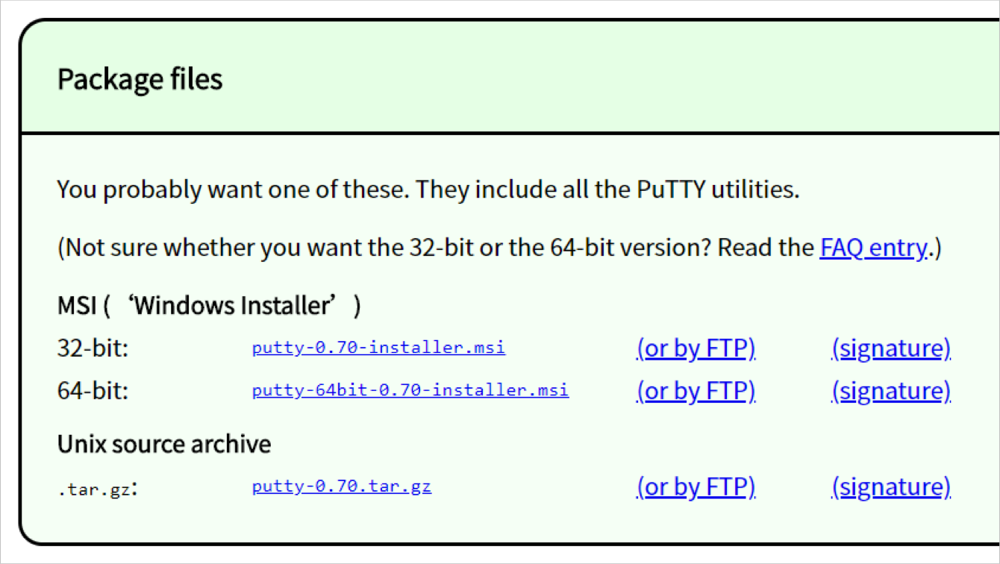 Package files
You probably want one of these. They include all the PuTTY utilities.
(Not sure whether you want the 32-bit or the 64-bit version? Read the FAQ entry.)
MSI (‘Windows Installer’)
32-bit: putty-0.70-installer.msi (or by FTP) (signature)
64-bit: putty-64bit-0.70-installer.msi (or by FTP) (signature)
Unix source archive
.tar.gz: putty-0.70.tar.gz (or by FTP) (signature)